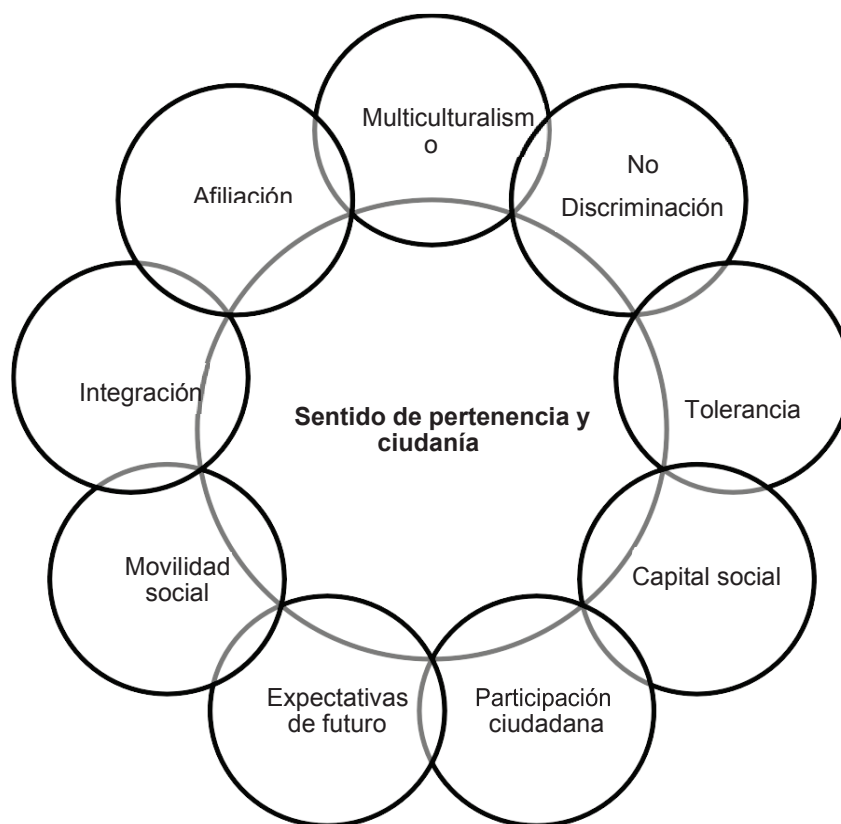 Multiculturalism
o
No
Discriminación
Afiliación
Tolerancia
Integración
Sentido de pertenencia y
ciudanía
Capital social
Movilidad
social
Participación
ciudadana
Expectativas
de futuro